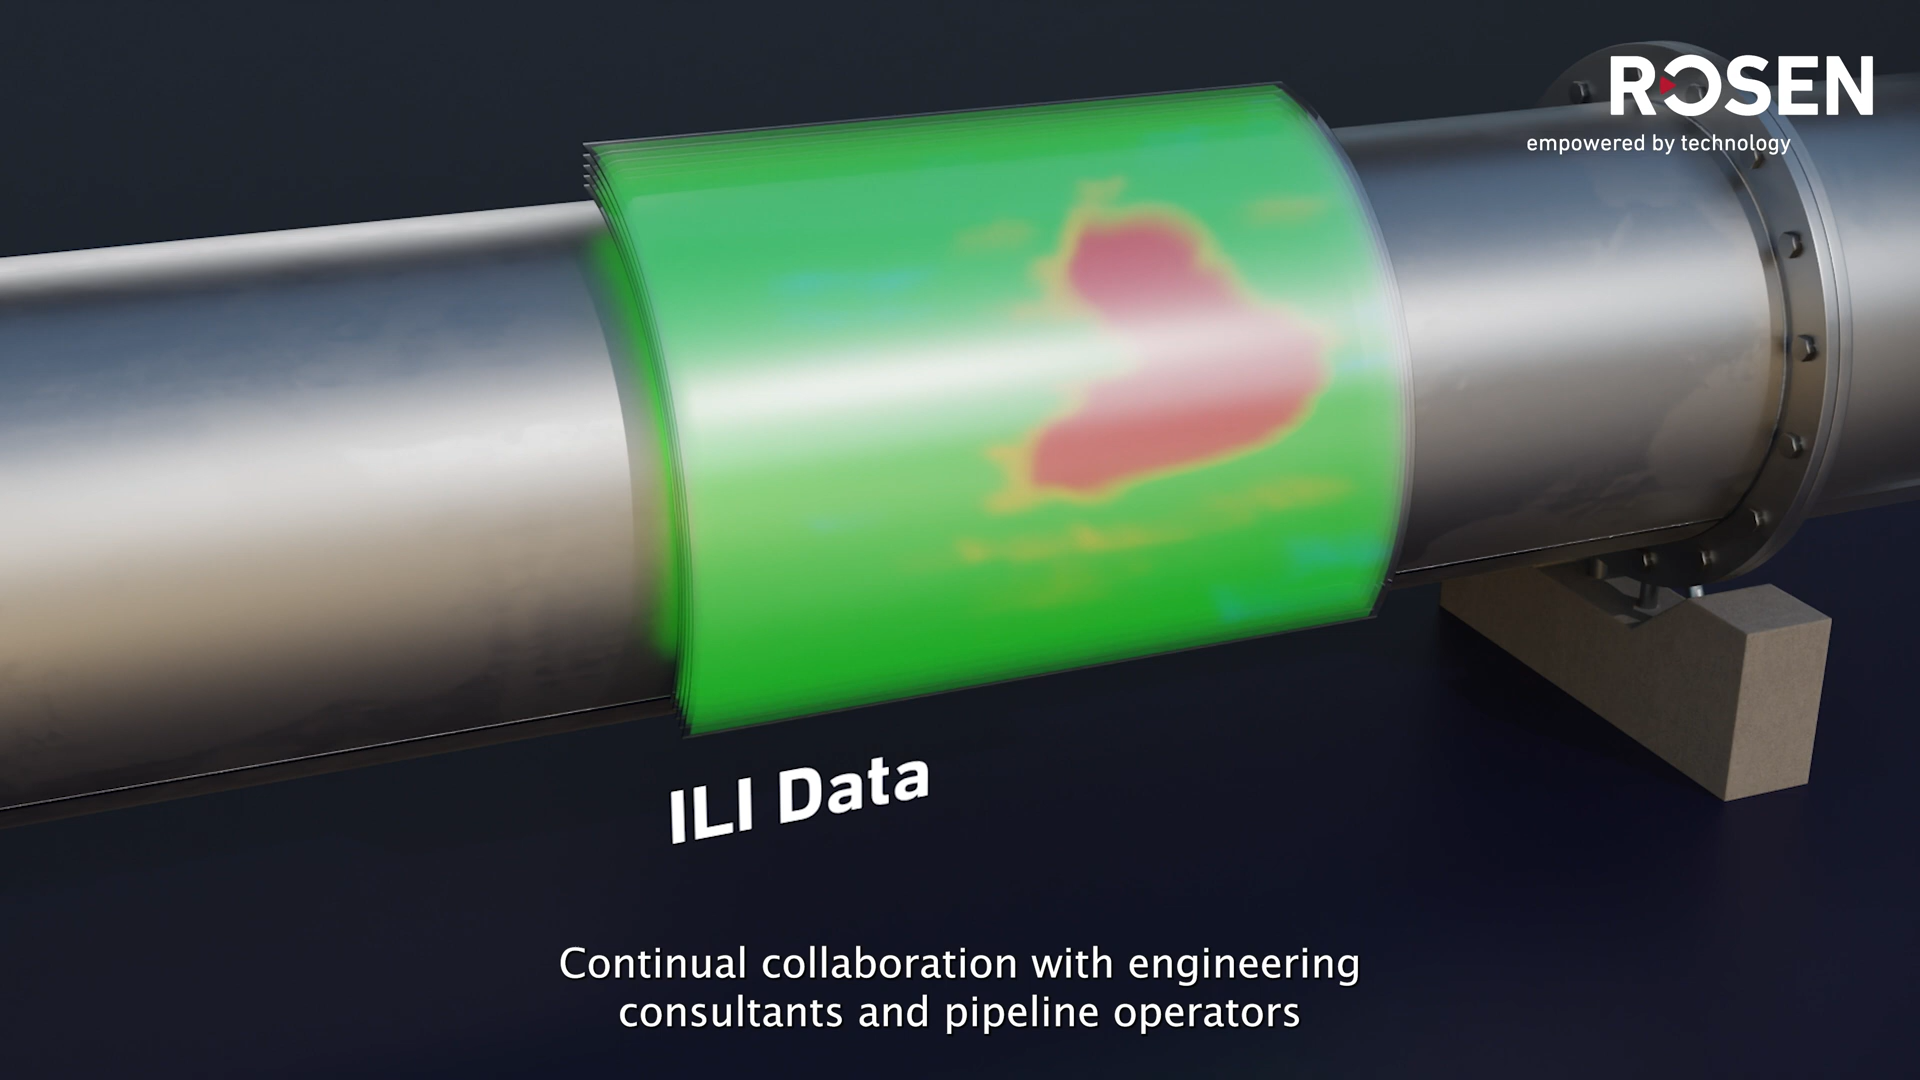 ROSEN
empowered by technology
ILI Data
Continual collaboration with engineering
consultants and pipeline operators